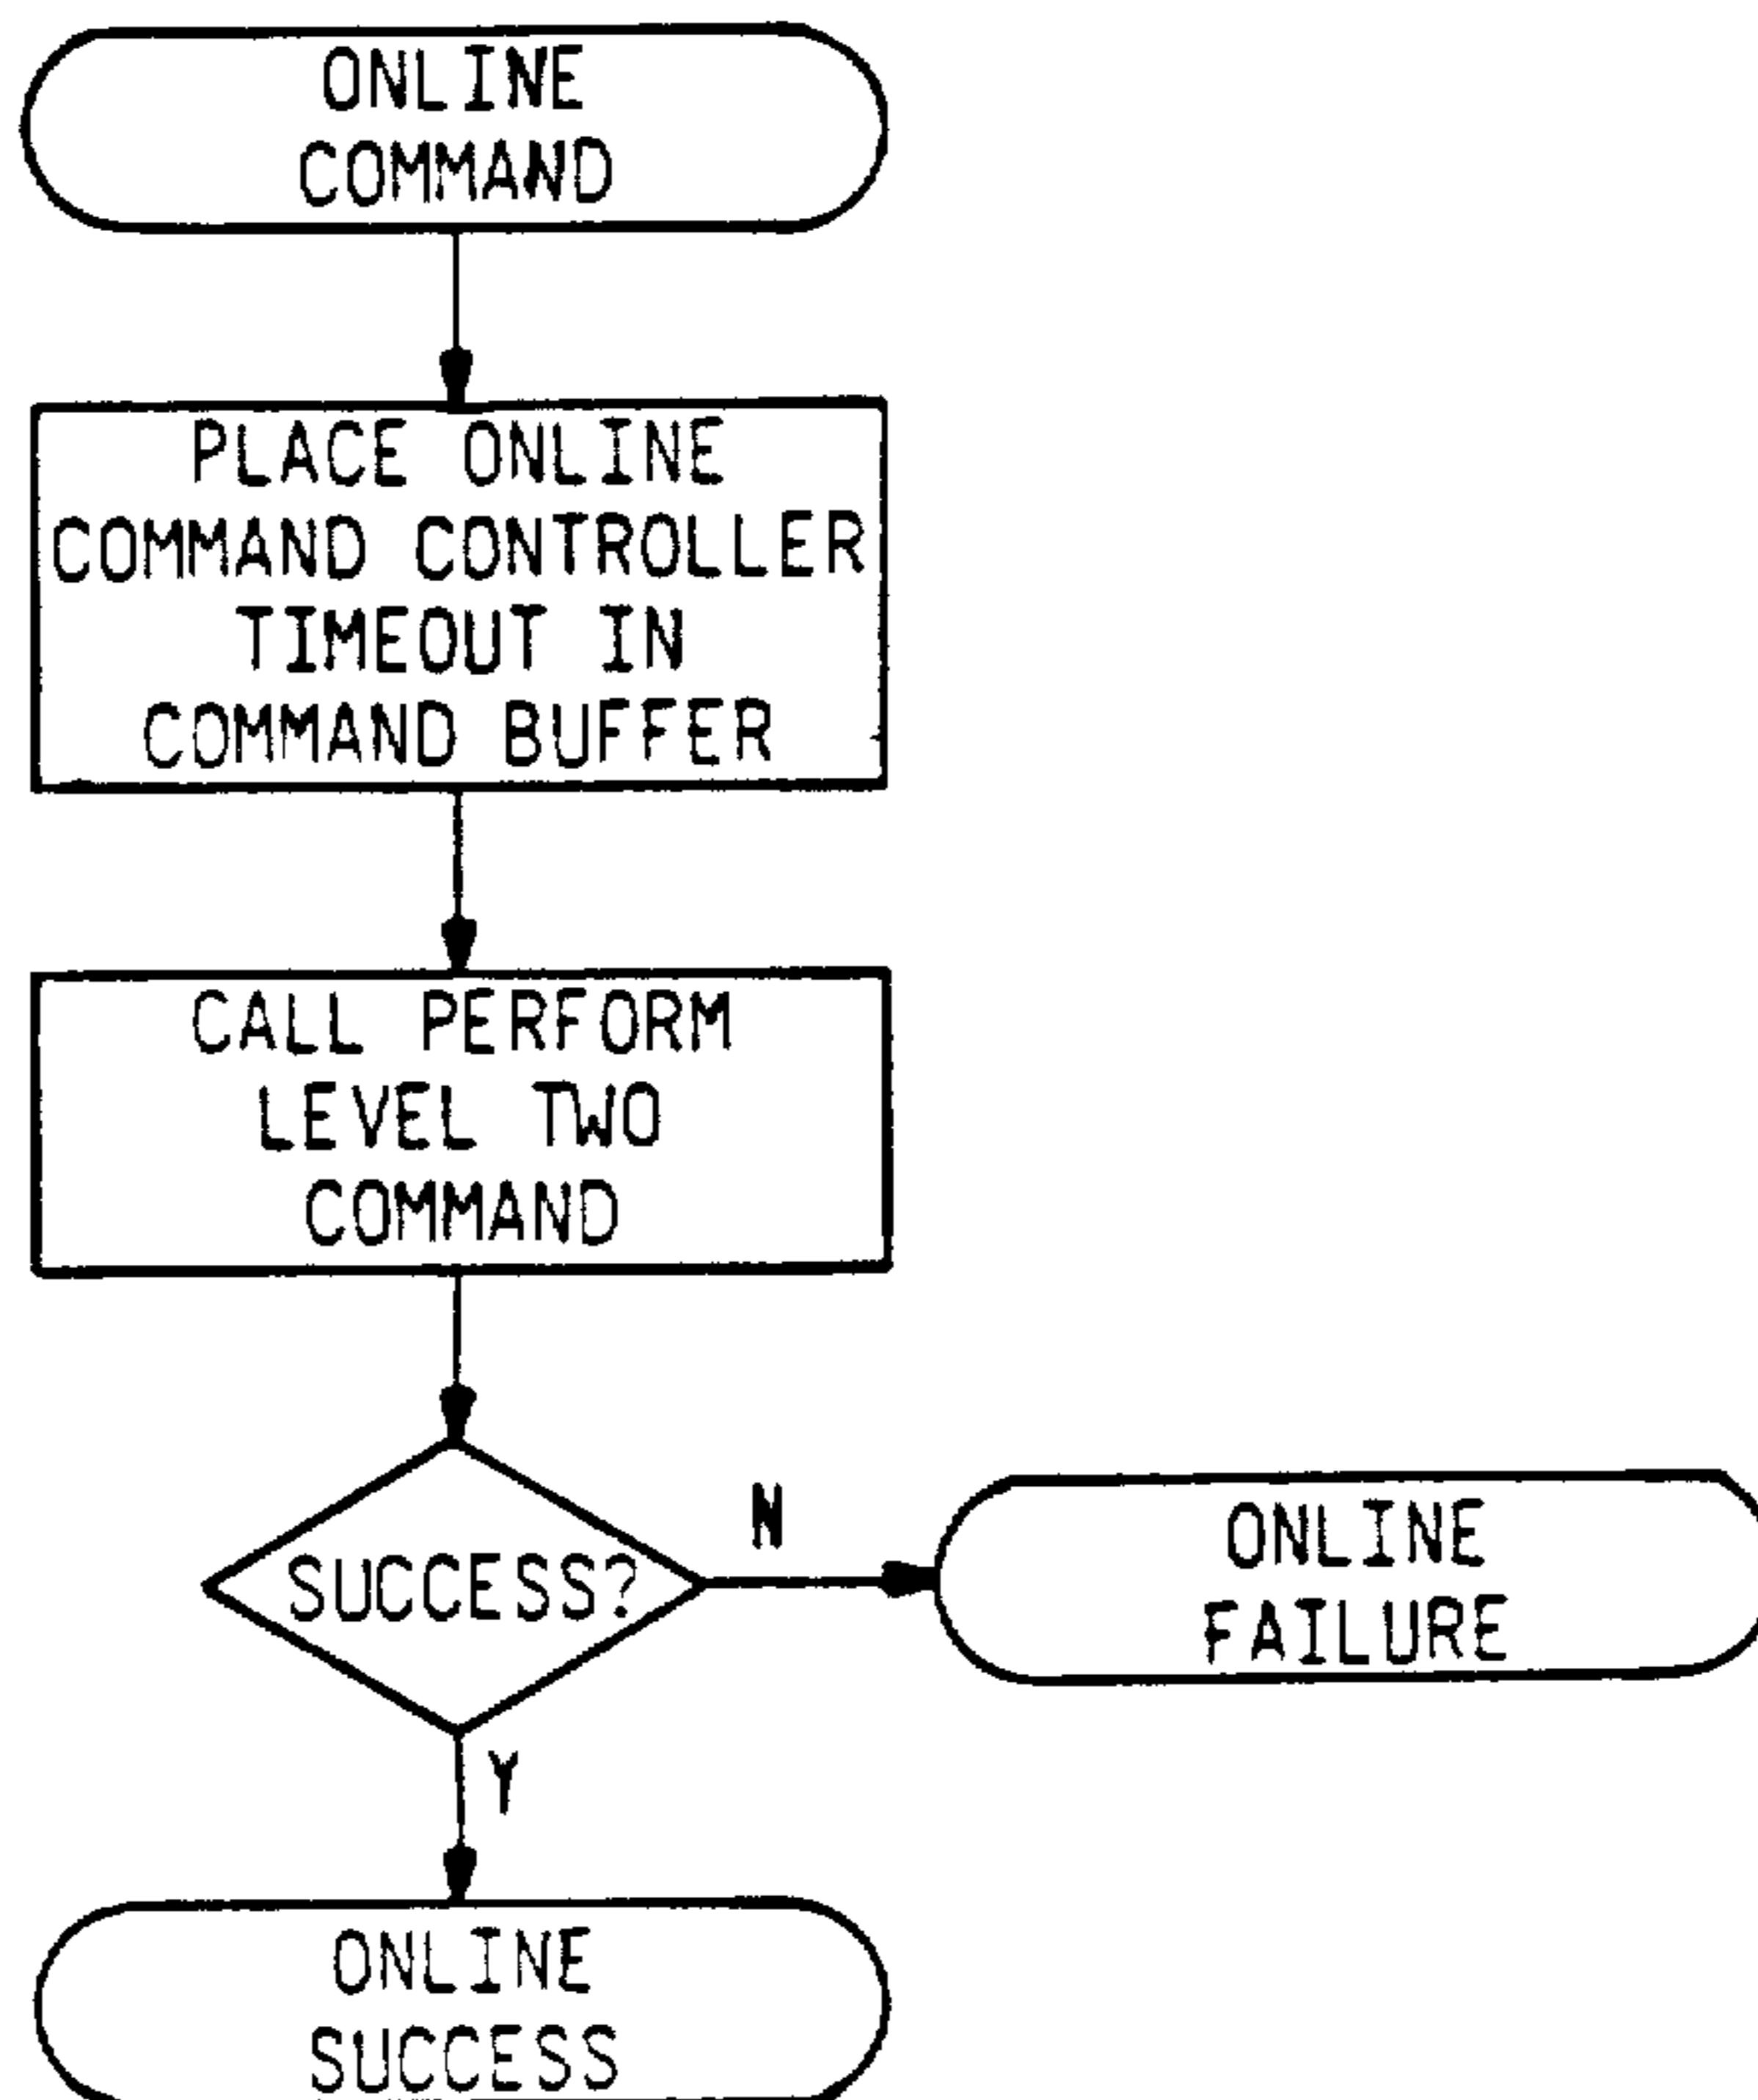 ONLINE
COMMAND
PLACE ONLINE
COMMAND CONTROLLER
TIMEOUT IN
COMMAND BUFFER
CALL PERFORM
LEVEL TWO
COMMAND
SUCCESS?
N
ONLINE
FAILURE
Y
ONLINE
SUCCESS